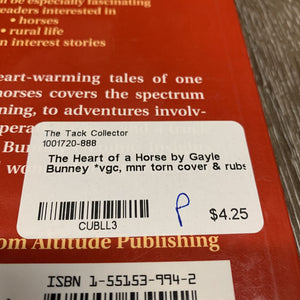 be especially fascinating
readers interested in
• horses
• rural life
n interest stories
eart-warming tales of one
horses covers the spectrum
ning, to adventures involv-
The Tack Collector
1001720-888
The Heart of a Horse by Gayle
Bunney *vgc, mnr torn cover & rubs
CUBLL3
P
$4.25
om Altitude Publishing
ISBN 1-55153-994-2